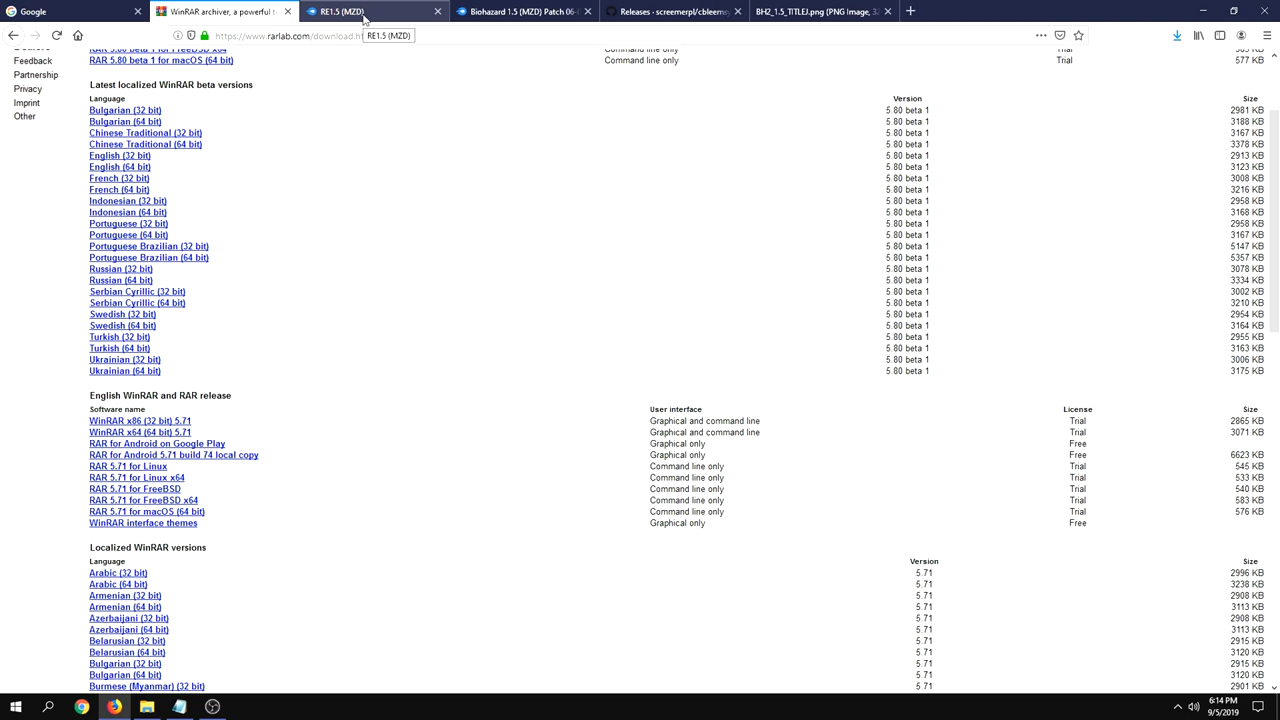 Google
WinRAR archiver, a powerful t
RE1.5 (MZD)
Biohazard 1.5 (MZD) Patch 06-
Releases · screemerpl/cbleems
BH2_1.5_TITEJ.png (PNG Image, 32
https://www.rarlab.com/download.ht
RE1.5 (MZD)
Feedback
Partnership
Privacy
Imprint
Other
RAR 5.80 beta 1 for FreeBSD x64 Command line only Trial 585 KB
RAR 5.80 beta 1 for macOS (64 bit) Command line only Trial 577 KB
Latest localized WinRAR beta versions
Language Version Size
Bulgarian (32 bit) 5.80 beta 1 2981 KB
Bulgarian (64 bit) 5.80 beta 1 3188 KB
Chinese Traditional (32 bit) 5.80 beta 1 3167 KB
Chinese Traditional (64 bit) 5.80 beta 1 3378 KB
English (32 bit) 5.80 beta 1 2913 KB
English (64 bit) 5.80 beta 1 3123 KB
French (32 bit) 5.80 beta 1 3008 KB
French (64 bit) 5.80 beta 1 3216 KB
Indonesian (32 bit) 5.80 beta 1 2958 KB
Indonesian (64 bit) 5.80 beta 1 3168 KB
Portuguese (32 bit) 5.80 beta 1 2958 KB
Portuguese (64 bit) 5.80 beta 1 3167 KB
Portuguese Brazilian (32 bit) 5.80 beta 1 5147 KB
Portuguese Brazilian (64 bit) 5.80 beta 1 5357 KB
Russian (32 bit) 5.80 beta 1 3078 KB
Russian (64 bit) 5.80 beta 1 3334 KB
Serbian Cyrillic (32 bit) 5.80 beta 1 3002 KB
Serbian Cyrillic (64 bit) 5.80 beta 1 3210 KB
Swedish (32 bit) 5.80 beta 1 2954 KB
Swedish (64 bit) 5.80 beta 1 3164 KB
Turkish (32 bit) 5.80 beta 1 2955 KB
Turkish (64 bit) 5.80 beta 1 3163 KB
Ukrainian (32 bit) 5.80 beta 1 3006 KB
Ukrainian (64 bit) 5.80 beta 1 3175 KB
English WinRAR and RAR release
Software name User interface License Size
WinRAR x86 (32 bit) 5.71 Graphical and command line Trial 2865 KB
WinRAR x64 (64 bit) 5.71 Graphical and command line Trial 3071 KB
RAR for Android on Google Play Graphical only Free
RAR for Android 5.71 build 74 local copy Graphical only Free 6623 KB
RAR 5.71 for Linux Command line only Trial 545 KB
RAR 5.71 for Linux x64 Command line only Trial 533 KB
RAR 5.71 for FreeBSD Command line only Trial 540 KB
RAR 5.71 for FreeBSD x64 Command line only Trial 583 KB
RAR 5.71 for macOS (64 bit) Command line only Trial 576 KB
WinRAR interface themes Graphical only Free
Localized WinRAR versions
Language Version Size
Arabic (32 bit) 5.71 2996 KB
Arabic (64 bit) 5.71 3238 KB
Armenian (32 bit) 5.71 2908 KB
Armenian (64 bit) 5.71 3113 KB
Azerbaijani (32 bit) 5.71 2908 KB
Azerbaijani (64 bit) 5.71 3113 KB
Belarusian (32 bit) 5.71 2915 KB
Belarusian (64 bit) 5.71 3120 KB
Bulgarian (32 bit) 5.71 2915 KB
Bulgarian (64 bit) 5.71 3120 KB
Burmese (Myanmar) (32 bit) 5.71 2901 KB
6:14 PM
9/5/2019